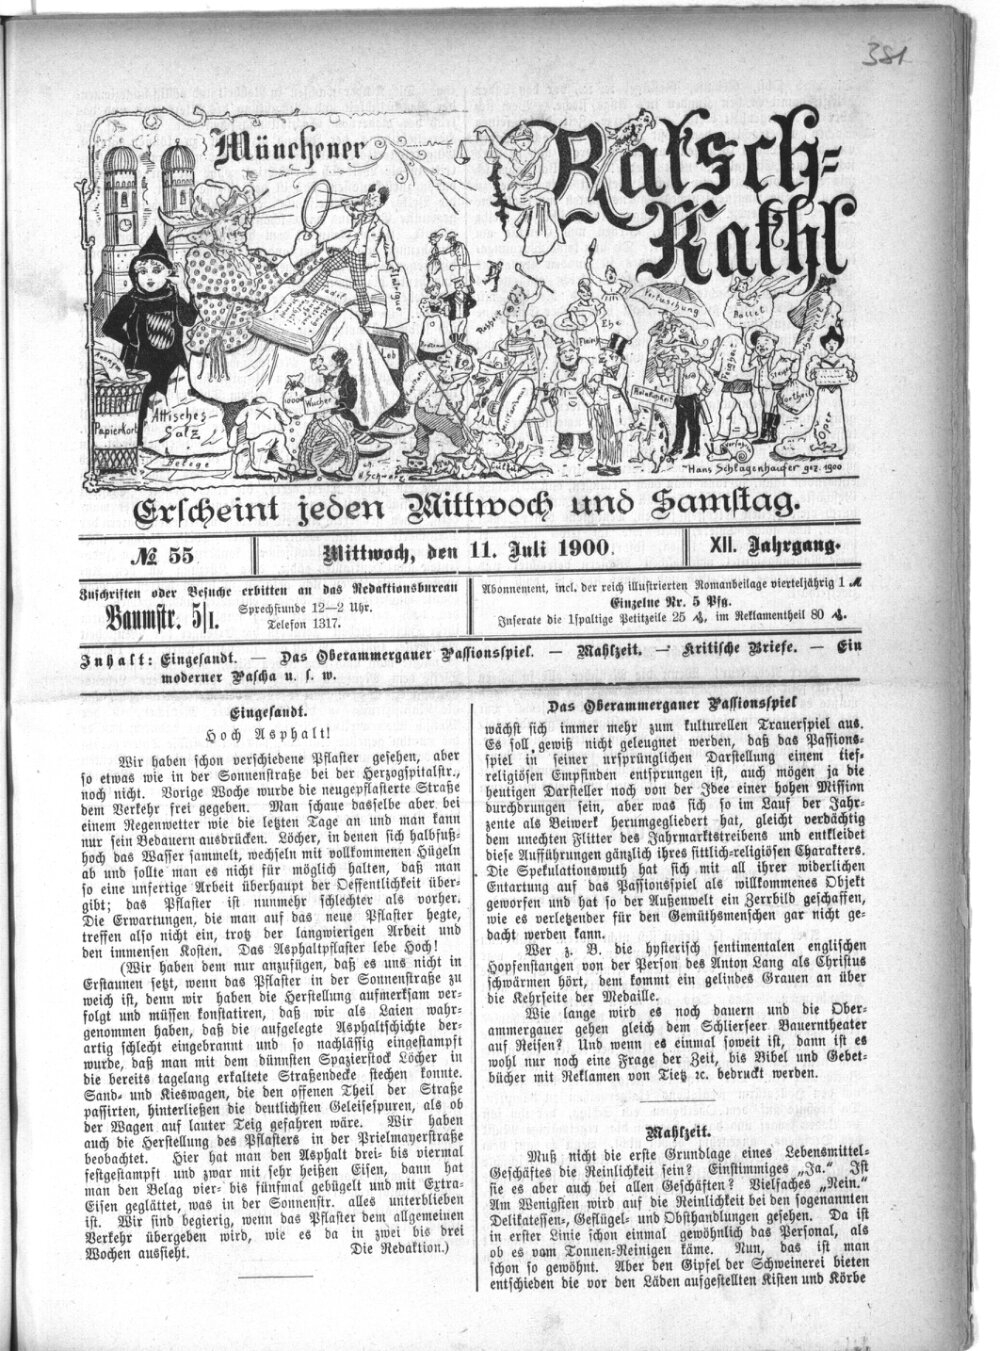 381
Münchener
Ratsch-
Kathl
Papierkorb
Attisches
Salz
Belege
1000
Wucher
Ehe
Vertuschung
Ballet
Oper
Cultur
Hans Schlagenhaufer gez. 1900
Erscheint jeden Mittwoch und Samstag.
№ 55
Mittwoch, den 11. Juli 1900.
XII. Jahrgang.
Zuschriften oder Besuche erbitten an das Redaktionsbureau
Baumstr. 5/I.
Sprechstunde 12—2 Uhr.
Telefon 1317.
Abonnement, incl. der reich illustrirten Romanbeilage vierteljährig 1 ℳ
Einzelne Nr. 5 Pfg.
Inserate die 1spaltige Petitzeile 25 ₰, im Reklamentheil 80 ₰.
Inhalt: Eingesandt. — Das Oberammergauer Passionsspiel. — Mahlzeit. — Kritische Briefe. — Ein
moderner Pascha u. s. w.
Eingesandt.
Hoch Asphalt!
Wir haben schon verschiedene Pflaster gesehen, aber
so etwas wie in der Sonnenstraße bei der Herzogspitalstr.,
noch nicht. Vorige Woche wurde die neugepflasterte Straße
dem Verkehr frei gegeben. Man schaue dasselbe aber bei
einem Regenwetter wie die letzten Tage an und man kann
nur sein Bedauern ausdrücken. Löcher, in denen sich halbfuß-
hoch das Wasser sammelt, wechseln mit vollkommenen Hügeln
ab und sollte man es nicht für möglich halten, daß man
so eine unfertige Arbeit überhaupt der Oeffentlichkeit über-
gibt; das Pflaster ist nunmehr schlechter als vorher.
Die Erwartungen, die man auf das neue Pflaster hegte,
treffen also nicht ein, trotz der langwierigen Arbeit und
den immensen Kosten. Das Asphaltpflaster lebe Hoch!
(Wir haben dem nur anzufügen, daß es uns nicht in
Erstaunen setzt, wenn das Pflaster in der Sonnenstraße zu
weich ist, denn wir haben die Herstellung aufmerksam ver-
folgt und müssen konstatiren, daß wir als Laien wahr-
genommen haben, daß die aufgelegte Asphaltschichte der-
artig schlecht eingebrannt und so nachlässig eingestampft
wurde, daß man mit dem dünnsten Spazierstock Löcher in
die bereits tagelang erkaltete Straßendecke stechen konnte.
Sand- und Kieswagen, die den offenen Theil der Straße
passirten, hinterließen die deutlichsten Geleisespuren, als ob
der Wagen auf lauter Teig gefahren wäre. Wir haben
auch die Herstellung des Pflasters in der Prielmayerstraße
beobachtet. Hier hat man den Asphalt drei- bis viermal
festgestampft und zwar mit sehr heißen Eisen, dann hat
man den Belag vier- bis fünfmal gebügelt und mit Extra-
Eisen geglättet, was in der Sonnenstr. alles unterblieben
ist. Wir sind begierig, wenn das Pflaster dem allgemeinen
Verkehr übergeben wird, wie es da in zwei bis drei
Wochen aussieht. Die Redaktion.)
Das Oberammergauer Passionsspiel
wächst sich immer mehr zum kulturellen Trauerspiel aus.
Es soll gewiß nicht geleugnet werden, daß das Passions-
spiel in seiner ursprünglichen Darstellung einem tief-
religiösen Empfinden entsprungen ist, auch mögen ja die
heutigen Darsteller noch von der Idee einer hohen Mission
durchdrungen sein, aber was sich so im Lauf der Jahr-
zente als Beiwerk herumgegliedert hat, gleicht verdächtig
dem unechten Flitter des Jahrmarktstreibens und entkleidet
diese Aufführungen gänzlich ihres sittlich-religiösen Charakters.
Die Spekulationswuth hat sich mit all ihrer widerlichen
Entartung auf das Passionsspiel als willkommenes Objekt
geworfen und hat so der Außenwelt ein Zerrbild geschaffen,
wie es verletzender für den Gemüthsmenschen gar nicht ge-
dacht werden kann.
Wer z. B. die hysterisch sentimentalen englischen
Hopfenstangen von der Person des Anton Lang als Christus
schwärmen hört, dem kommt ein gelindes Grauen an über
die Kehrseite der Medaille.
Wie lange wird es noch dauern und die Ober-
ammergauer gehen gleich dem Schlierseer Bauerntheater
auf Reisen? Und wenn es einmal soweit ist, dann ist es
wohl nur noch eine Frage der Zeit, bis Bibel und Gebet-
bücher mit Reklamen von Tietz ꝛc. bedruckt werden.
Mahlzeit.
Muß nicht die erste Grundlage eines Lebensmittel-
Geschäftes die Reinlichkeit sein? Einstimmiges „Ja.“ Ist
sie es aber auch bei allen Geschäften? Vielfaches „Nein.“
Am Wenigsten wird auf die Reinlichkeit bei den sogenannten
Delikatessen-, Geflügel- und Obsthandlungen gesehen. Da ist
in erster Linie schon einmal gewöhnlich das Personal, als
ob es vom Tonnen-Reinigen käme. Nun, das ist man
schon so gewöhnt. Aber den Gipfel der Schweinerei bieten
entschieden die vor den Läden aufgestellten Kisten und Körbe